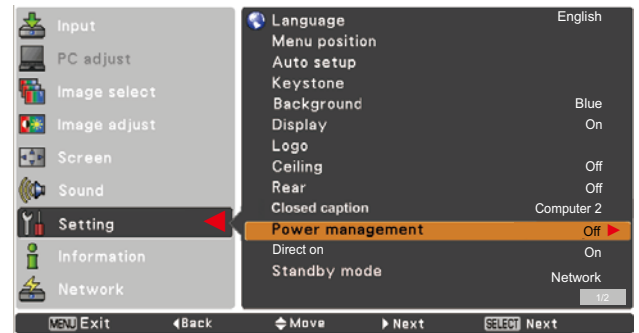 Input
PC adjust
Image select
Image adjust
Screen
Sound
Setting
Information
Network
Language English
Menu position
Auto setup
Keystone
Background Blue
Display On
Logo
Ceiling Off
Rear Off
Closed caption Computer 2
Power management Off
Direct on On
Standby mode Network
1/2
MENU Exit Back Move Next SELECT Next